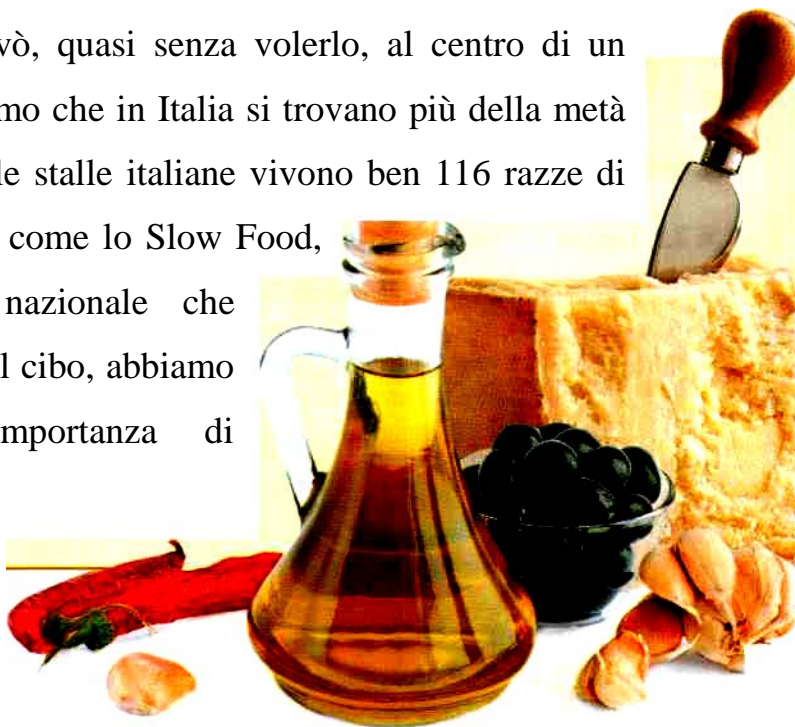 vò, quasi senza volerlo, al centro di un
mo che in Italia si trovano più della metà
le stalle italiane vivono ben 116 razze di
come lo Slow Food,
nazionale che
l cibo, abbiamo
mportanza di